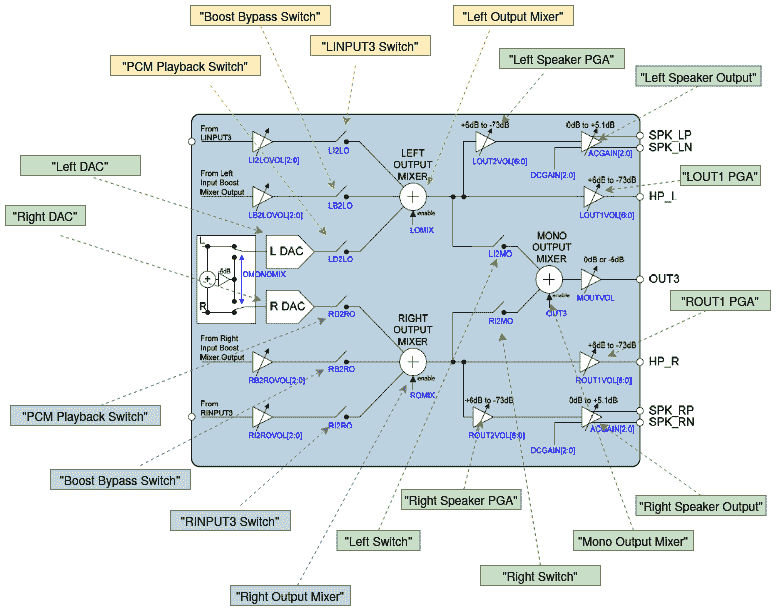 "Boost Bypass Switch"
"Left Output Mixer"
"LINPUT3 Switch"
"PCM Playback Switch"
"Left Speaker PGA"
"Left Speaker Output"
"Left DAC"
"Right DAC"
"LOUT1 PGA"
"ROUT1 PGA"
From
LINPUT3
LI2LOVOL[2:0]
LI2LO
LEFT
OUTPUT
MIXER
+6dB to -73dB
LOUT2VOL[6:0]
0dB to +5.1dB
ACGAIN[2:0]
DCGAIN[2:0]
SPK_LP
SPK_LN
From Left
Input Boost
Mixer Output
LB2LOVOL[2:0]
LB2LO
enable
LOMIX
+6dB to -73dB
LOUT1VOL[6:0]
HP_L
L
R
-6dB
DMONOMIX
L DAC
LD2LO
R DAC
RD2RO
LI2MO
RI2MO
MONO
OUTPUT
MIXER
enable
OUT3
0dB or -6dB
MOUTVOL
OUT3
From Right
Input Boost
Mixer Output
RB2ROVOL[2:0]
RB2RO
RIGHT
OUTPUT
MIXER
enable
ROMIX
+6dB to -73dB
ROUT1VOL[6:0]
HP_R
From
RINPUT3
RI2ROVOL[2:0]
RI2RO
+6dB to -73dB
ROUT2VOL[6:0]
0dB to +5.1dB
ACGAIN[2:0]
DCGAIN[2:0]
SPK_RP
SPK_RN
"PCM Playback Switch"
"Boost Bypass Switch"
"RINPUT3 Switch"
"Right Output Mixer"
"Left Switch"
"Right Speaker PGA"
"Right Switch"
"Mono Output Mixer"
"Right Speaker Output"